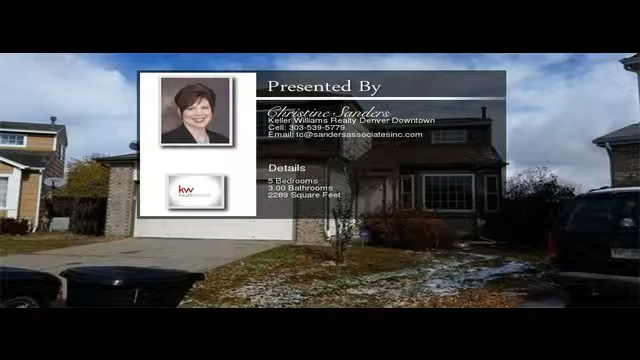 Presented By
Christine Sanders
Keller Williams Realty Denver Downtown
Cell: 303-539-5779
Email: tc@sandersassociatesinc.com
Details
5 Bedrooms
3.00 Bathrooms
2289 Square Feet
kw